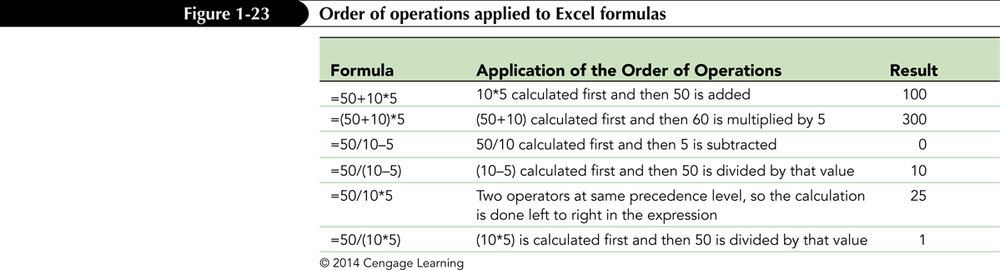 Figure 1-23 Order of operations applied to Excel formulas
Formula Application of the Order of Operations Result
=50+10*5 10*5 calculated first and then 50 is added 100
=(50+10)*5 (50+10) calculated first and then 60 is multiplied by 5 300
=50/10–5 50/10 calculated first and then 5 is subtracted 0
=50/(10–5) (10–5) calculated first and then 50 is divided by that value 10
=50/10*5 Two operators at same precedence level, so the calculation 25
is done left to right in the expression
=50/(10*5) (10*5) is calculated first and then 50 is divided by that value 1
© 2014 Cengage Learning